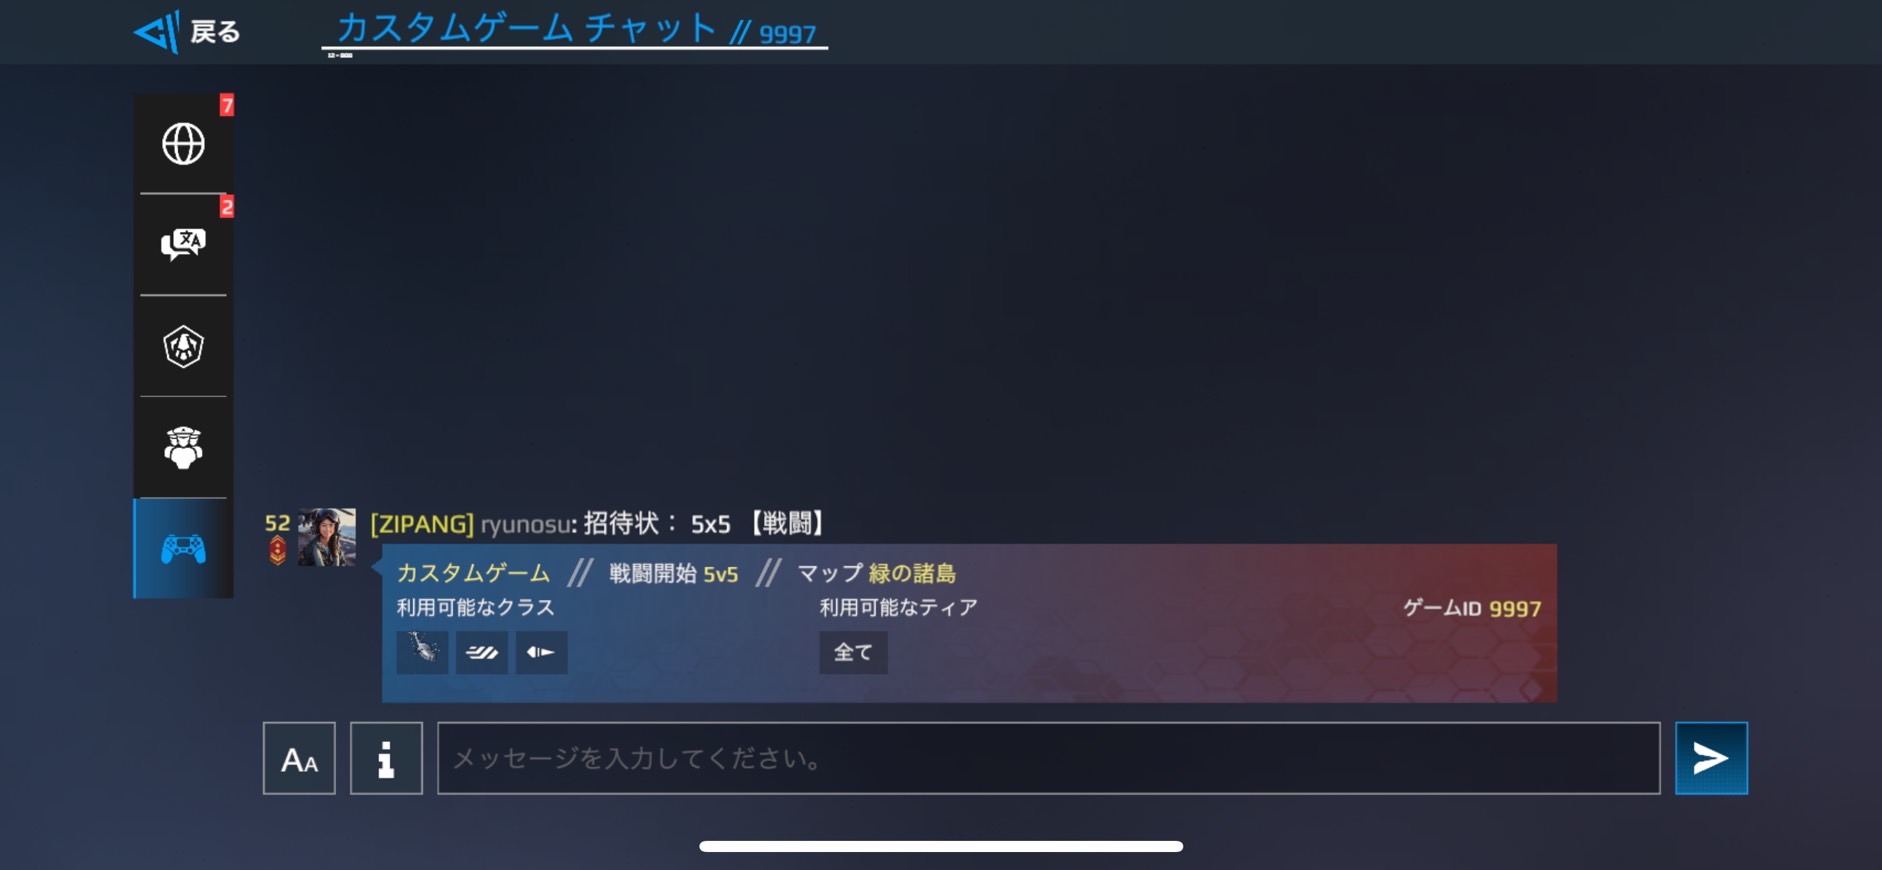 戻る
カスタムゲーム チャット // 9997
7
2
52
[ZIPANG] ryunosu: 招待状： 5x5 【戦闘】
カスタムゲーム // 戦闘開始 5v5 // マップ 緑の諸島
利用可能なクラス
利用可能なティア
ゲームID 9997
全て
AA
i
メッセージを入力してください。